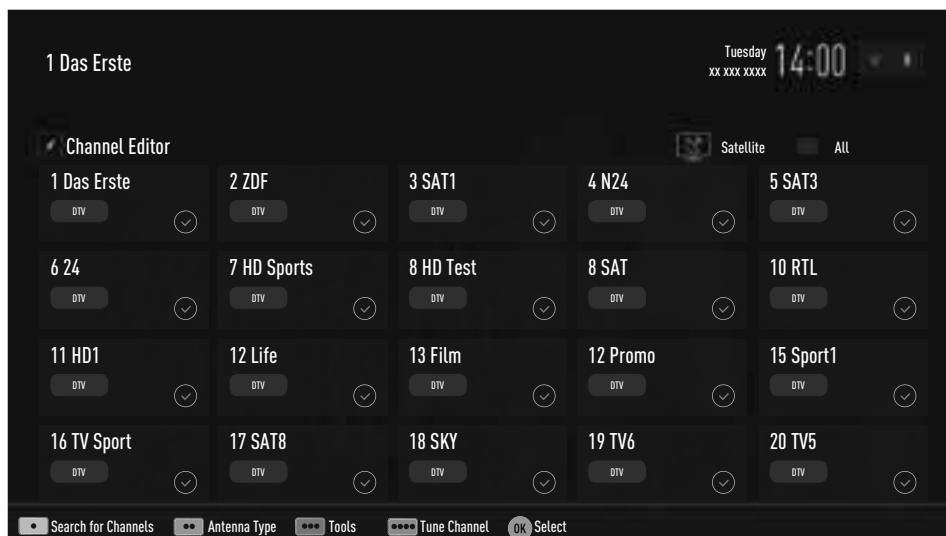 1 Das Erste
Tuesday
xx xxx xxxx
14:00
Channel Editor
Satellite
All
1 Das Erste
DTV
2 ZDF
DTV
3 SAT1
DTV
4 N24
DTV
5 SAT3
DTV
6 24
DTV
7 HD Sports
DTV
8 HD Test
DTV
8 SAT
DTV
10 RTL
DTV
11 HD1
DTV
12 Life
DTV
13 Film
DTV
12 Promo
DTV
15 Sport1
DTV
16 TV Sport
DTV
17 SAT8
DTV
18 SKY
DTV
19 TV6
DTV
20 TV5
DTV
Search for Channels
Antenna Type
Tools
Tune Channel
OK Select